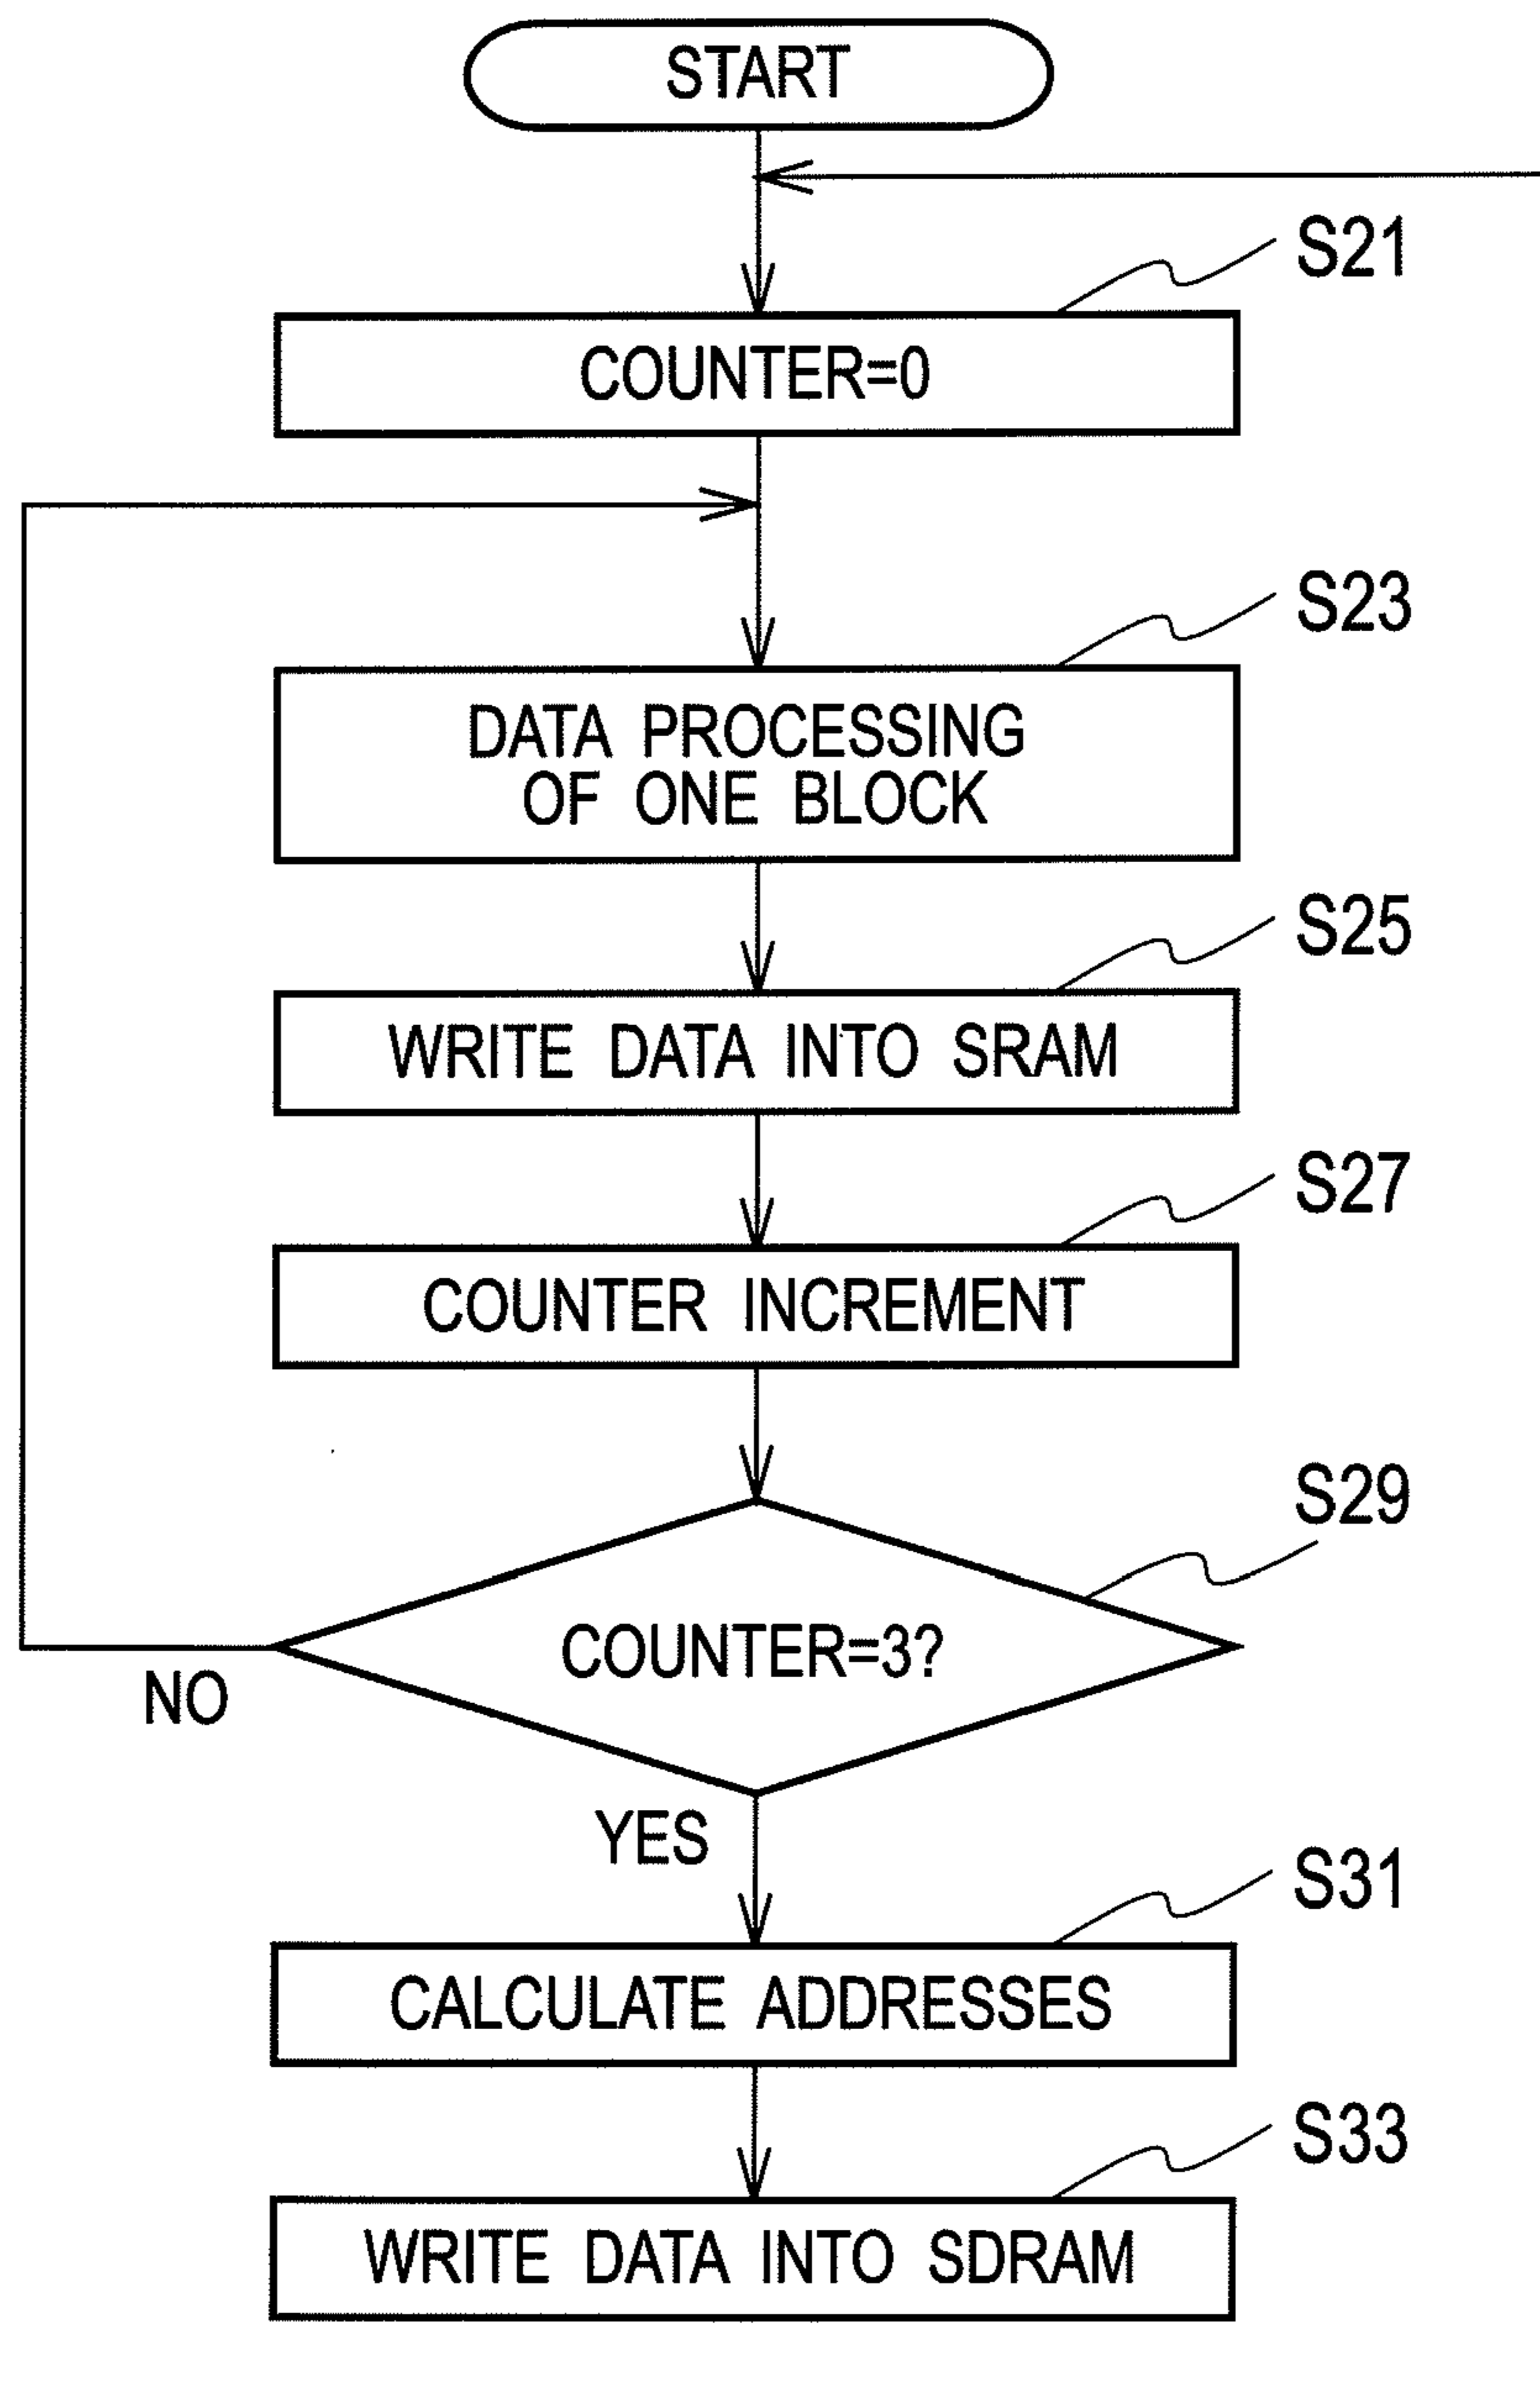 START
S21
COUNTER=0
S23
DATA PROCESSING
OF ONE BLOCK
S25
WRITE DATA INTO SRAM
S27
COUNTER INCREMENT
S29
COUNTER=3?
NO
YES
S31
CALCULATE ADDRESSES
S33
WRITE DATA INTO SDRAM